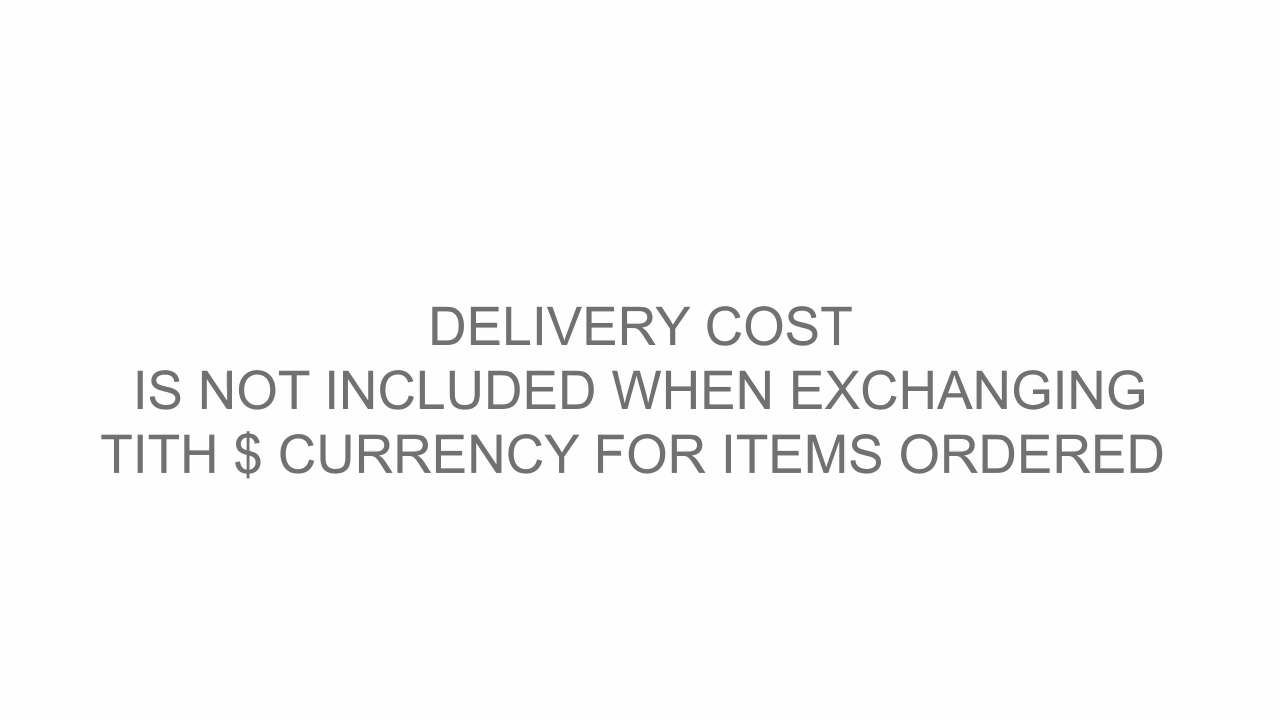 DELIVERY COST
IS NOT INCLUDED WHEN EXCHANGING
TITH $ CURRENCY FOR ITEMS ORDERED